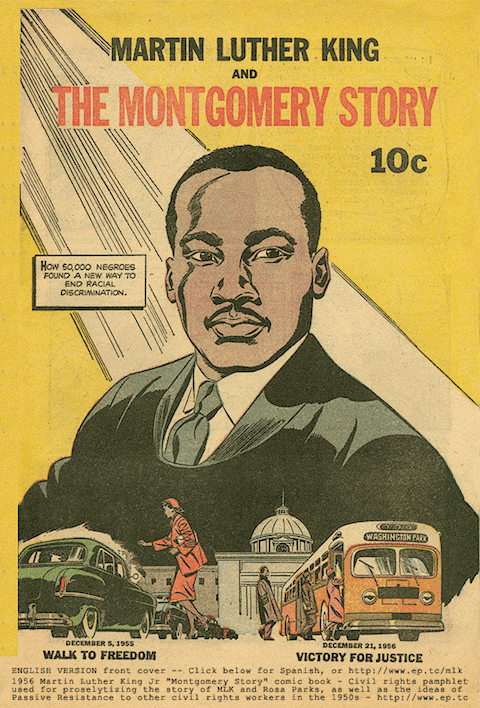 MARTIN LUTHER KING
AND
THE MONTGOMERY STORY
10c
HOW 50,000 NEGROES
FOUND A NEW WAY TO
END RACIAL
DISCRIMINATION.
WASHINGTON PARK
DECEMBER 5, 1955
WALK TO FREEDOM
DECEMBER 21, 1956
VICTORY FOR JUSTICE
ENGLISH VERSION front cover -- Click below for Spanish, or http://www.ep.tc/mlk
1956 Martin Luther King Jr "Montgomery Story" comic book - Civil rights pamphlet
used for proselytizing the story of MLK and Rosa Parks, as well as the ideas of
Passive Resistance to other civil rights workers in the 1950s - http://www.ep.tc